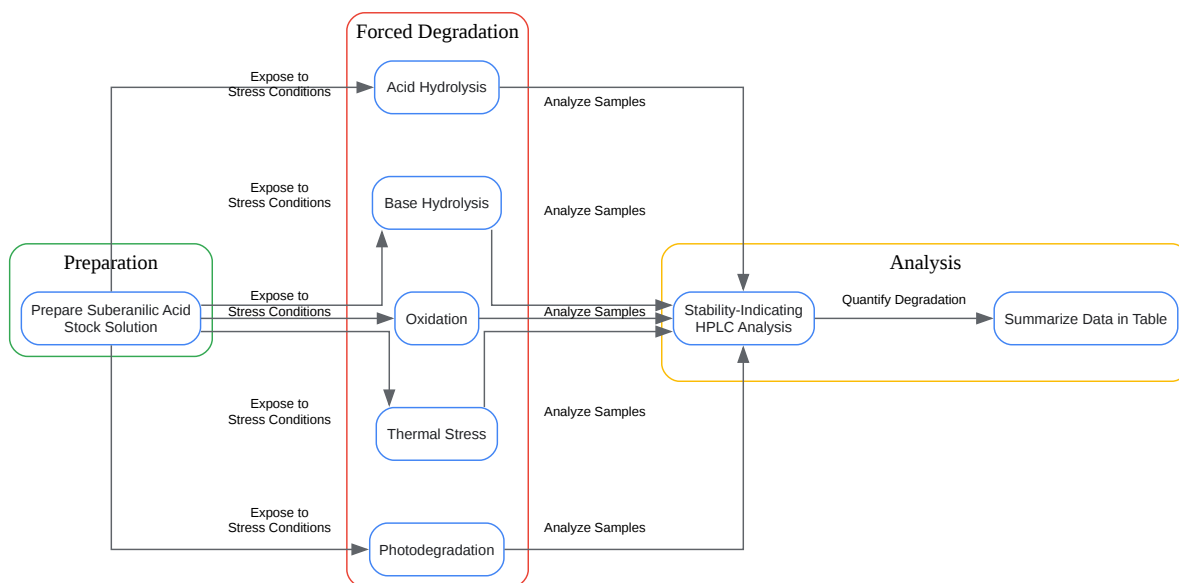 Forced Degradation
Expose to
Stress Conditions
Acid Hydrolysis
Analyze Samples
Expose to
Stress Conditions
Base Hydrolysis
Analyze Samples
Preparation
Prepare Suberanilic Acid
Stock Solution
Expose to
Stress Conditions
Oxidation
Analyze Samples
Analysis
Stability-Indicating
HPLC Analysis
Quantify Degradation
Summarize Data in Table
Expose to
Stress Conditions
Thermal Stress
Analyze Samples
Expose to
Stress Conditions
Photodegradation
Analyze Samples